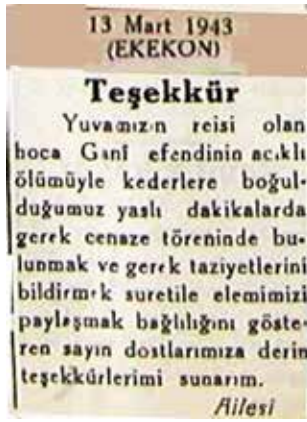 13 Mart 1943
(EKEKON)
Teşekkür
Yuvamızın reisi olan
hoca Ganî efendinin acıklı
ölümüyle kederlere boğul-
duğumuz yaslı dakikalarda
gerek cenaze töreninde bu-
lunmak ve gerek taziyetlerini
bildirmek suretile elemimizi
paylaşmak bağlılığını göste-
ren sayın dostlarımıza derin
teşekkürlerimi sunarım.
Ailesi